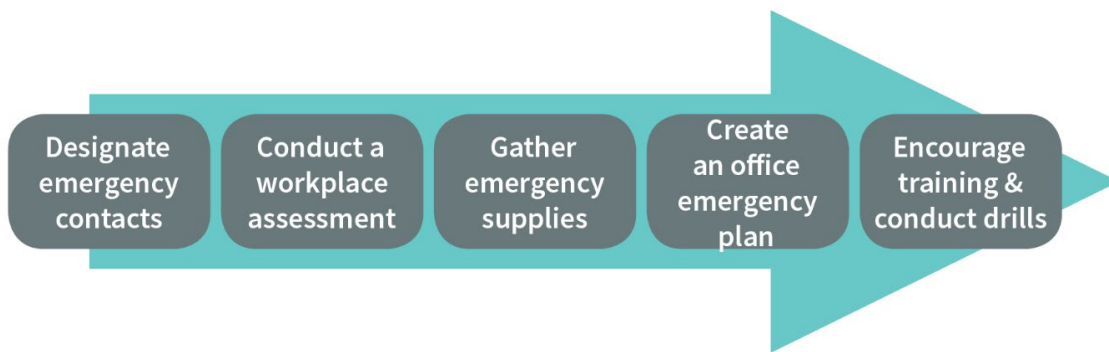 Designate
emergency
contacts
Conduct a
workplace
assessment
Gather
emergency
supplies
Create
an office
emergency
plan
Encourage
training &
conduct drills